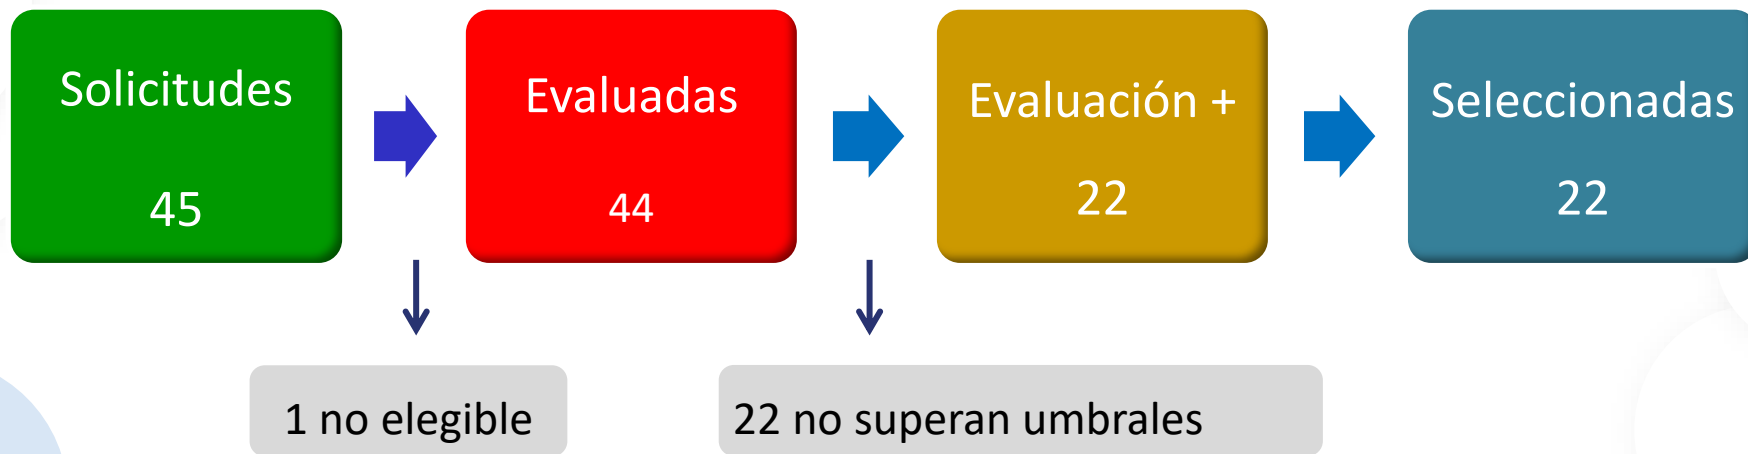 Solicitudes
45
Evaluadas
44
Evaluación +
22
Seleccionadas
22
1 no elegible
22 no superan umbrales